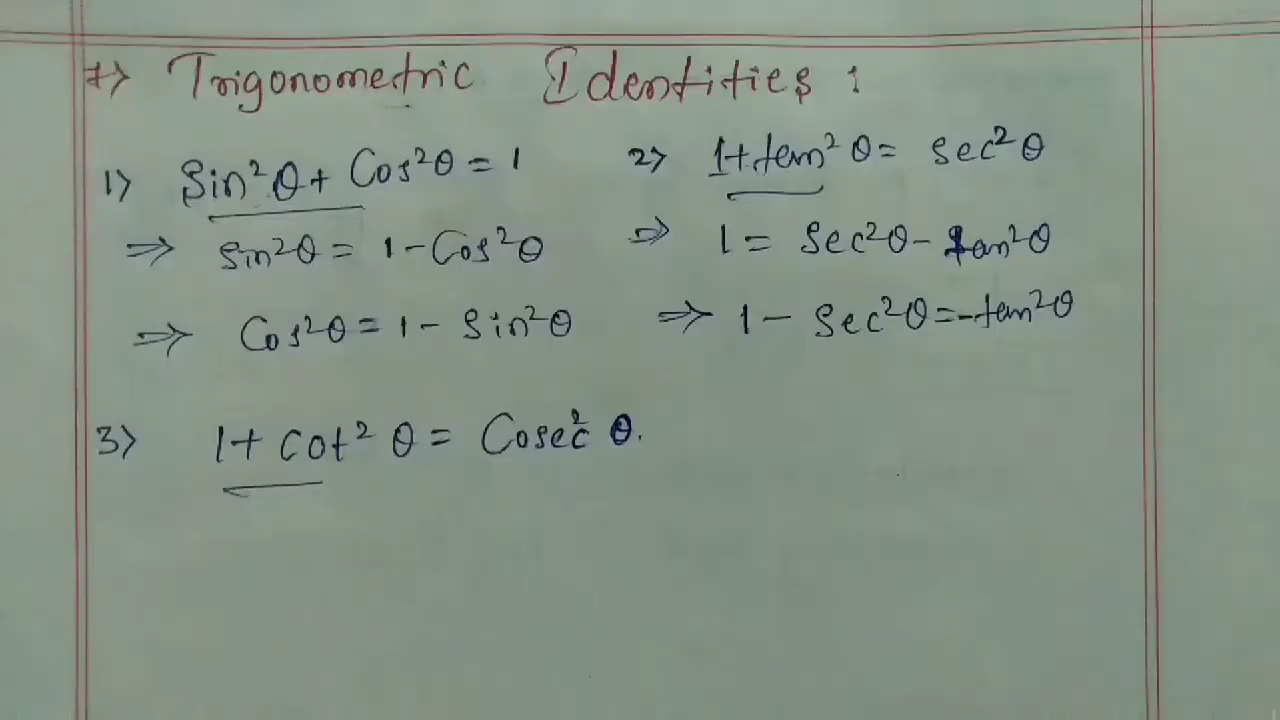 7> Trigonometric Identities :
1> Sin²θ + Cos²θ = 1
⇒ Sin²θ = 1 - Cos²θ
⇒ Cos²θ = 1 - Sin²θ
2> 1 + tan²θ = sec²θ
⇒ 1 = Sec²θ - tan²θ
⇒ 1 - Sec²θ = -tan²θ
3> 1 + cot²θ = Cosec²θ.